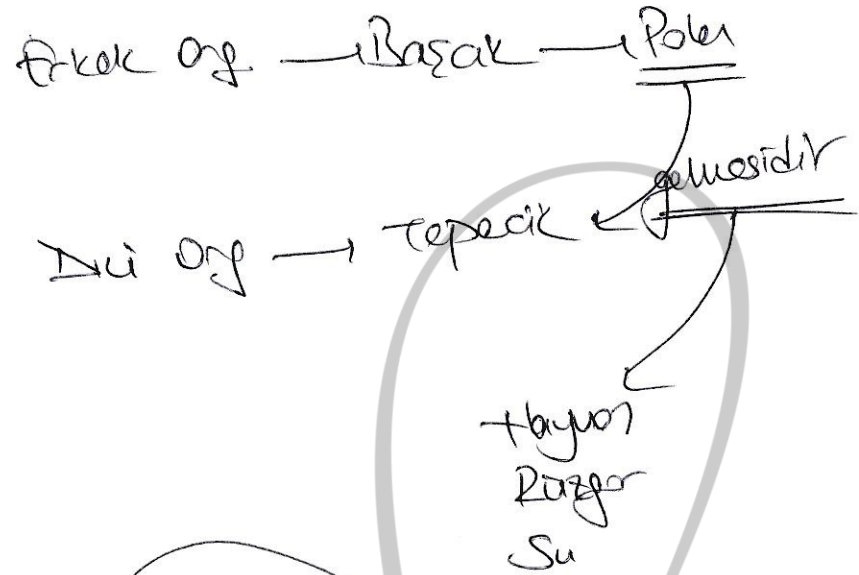 Erkek Org → Başak → Polen
gelmesidir
Dişi Org → Tepecik ←
Hayvan
Rüzgar
Su